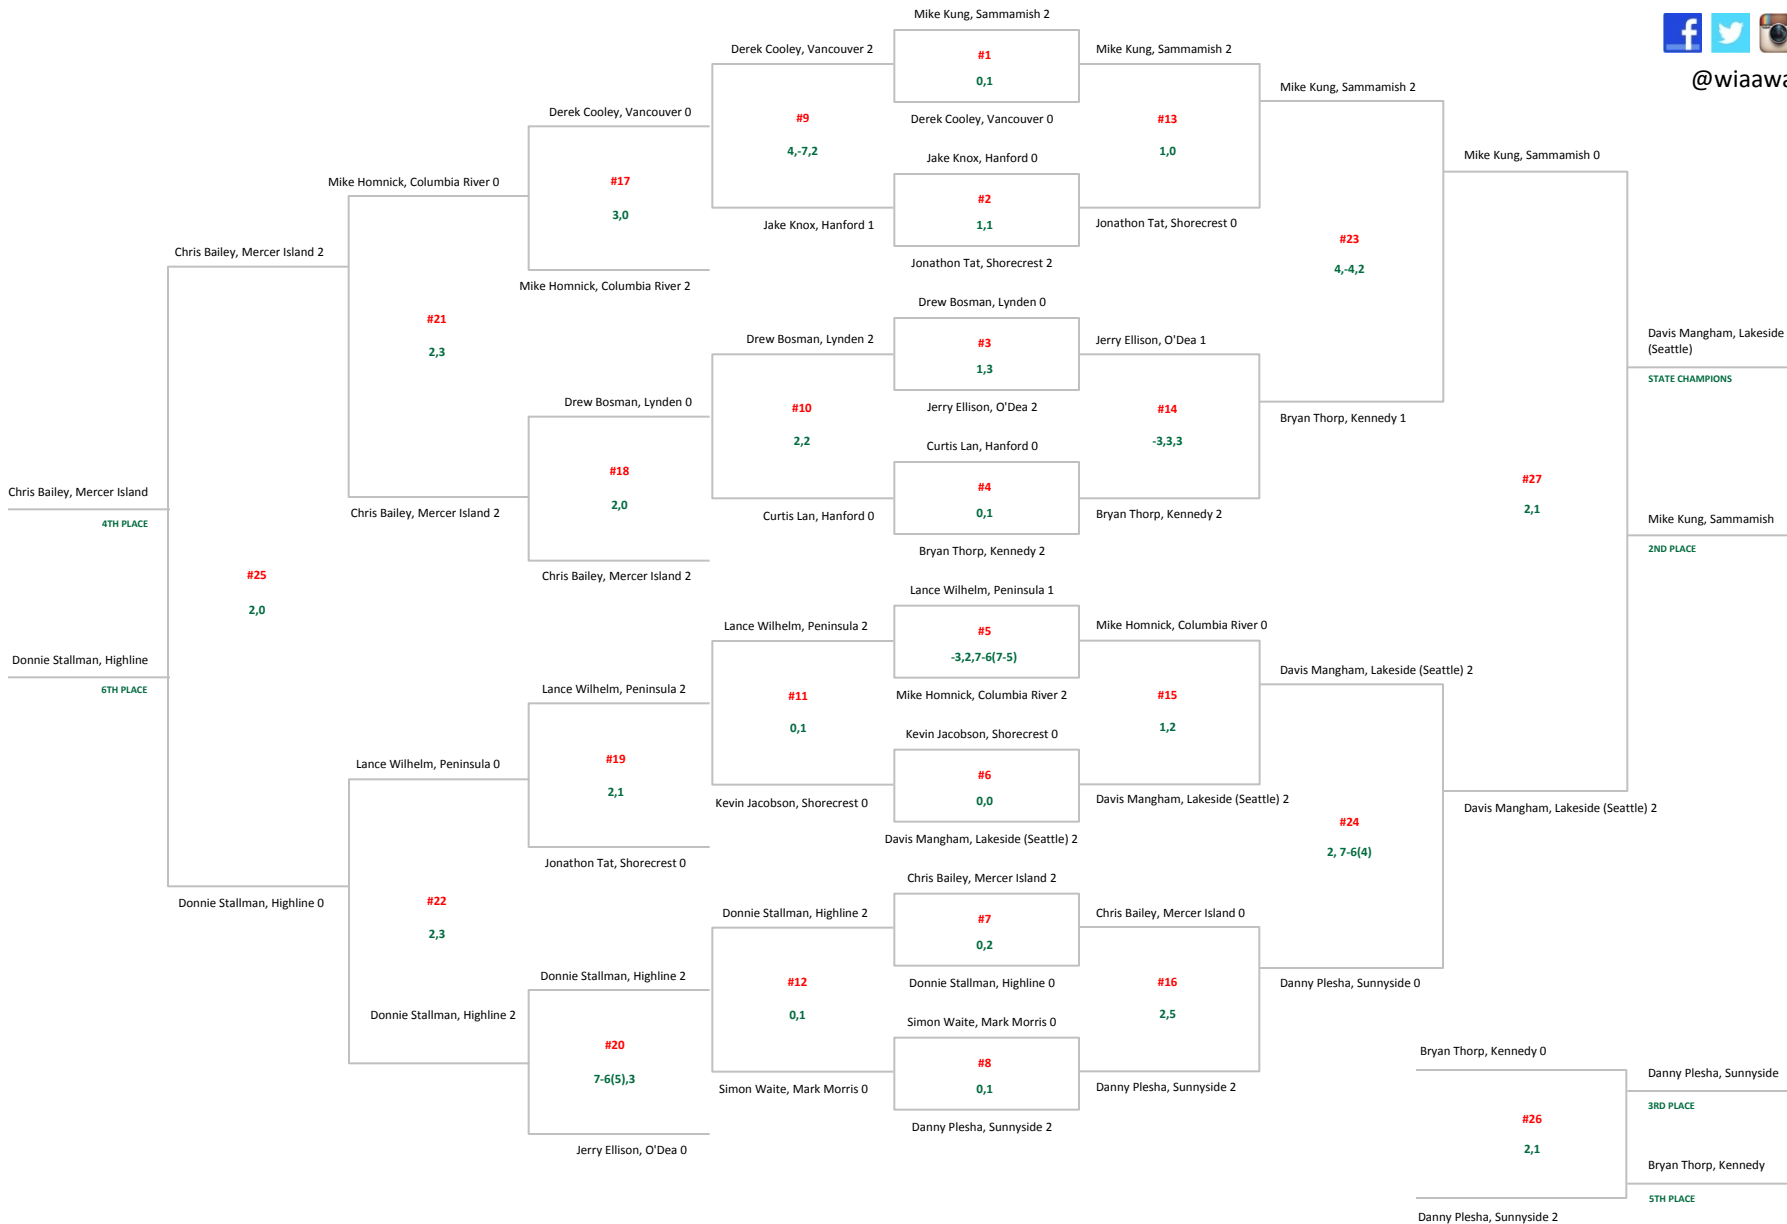 Mike Kung, Sammamish 2
Derek Cooley, Vancouver 2
#1
Mike Kung, Sammamish 2
0,1
@wiaawa
Mike Kung, Sammamish 2
Derek Cooley, Vancouver 0
#9
Derek Cooley, Vancouver 0
#13
4,-7,2
1,0
Jake Knox, Hanford 0
Mike Kung, Sammamish 0
Mike Homnick, Columbia River 0
#17
#2
3,0
1,1
Jake Knox, Hanford 1
Jonathon Tat, Shorecrest 0
#23
Chris Bailey, Mercer Island 2
Jonathon Tat, Shorecrest 2
4,-4,2
Mike Homnick, Columbia River 2
Drew Bosman, Lynden 0
#21
Drew Bosman, Lynden 2
#3
Jerry Ellison, O'Dea 1
Davis Mangham, Lakeside
(Seattle)
2,3
1,3
STATE CHAMPIONS
Drew Bosman, Lynden 0
#10
Jerry Ellison, O'Dea 2
#14
Bryan Thorp, Kennedy 1
2,2
-3,3,3
Curtis Lan, Hanford 0
#18
#4
#27
Chris Bailey, Mercer Island
2,0
0,1
2,1
4TH PLACE
Chris Bailey, Mercer Island 2
Curtis Lan, Hanford 0
Bryan Thorp, Kennedy 2
Mike Kung, Sammamish
Bryan Thorp, Kennedy 2
2ND PLACE
#25
Chris Bailey, Mercer Island 2
2,0
Lance Wilhelm, Peninsula 1
Lance Wilhelm, Peninsula 2
#5
Mike Homnick, Columbia River 0
Donnie Stallman, Highline
-3,2,7-6(7-5)
Davis Mangham, Lakeside (Seattle) 2
6TH PLACE
Lance Wilhelm, Peninsula 2
#11
Mike Homnick, Columbia River 2
#15
0,1
1,2
Kevin Jacobson, Shorecrest 0
Lance Wilhelm, Peninsula 0
#19
#6
2,1
0,0
Kevin Jacobson, Shorecrest 0
Davis Mangham, Lakeside (Seattle) 2
Davis Mangham, Lakeside (Seattle) 2
#24
Davis Mangham, Lakeside (Seattle) 2
2, 7-6(4)
Jonathon Tat, Shorecrest 0
Chris Bailey, Mercer Island 2
Donnie Stallman, Highline 0
#22
Donnie Stallman, Highline 2
#7
Chris Bailey, Mercer Island 0
2,3
0,2
Donnie Stallman, Highline 2
#12
Donnie Stallman, Highline 0
#16
Danny Plesha, Sunnyside 0
Donnie Stallman, Highline 2
0,1
2,5
Simon Waite, Mark Morris 0
#20
#8
Bryan Thorp, Kennedy 0
7-6(5),3
0,1
Danny Plesha, Sunnyside
Simon Waite, Mark Morris 0
Danny Plesha, Sunnyside 2
3RD PLACE
Danny Plesha, Sunnyside 2
#26
Jerry Ellison, O'Dea 0
2,1
Bryan Thorp, Kennedy
5TH PLACE
Danny Plesha, Sunnyside 2